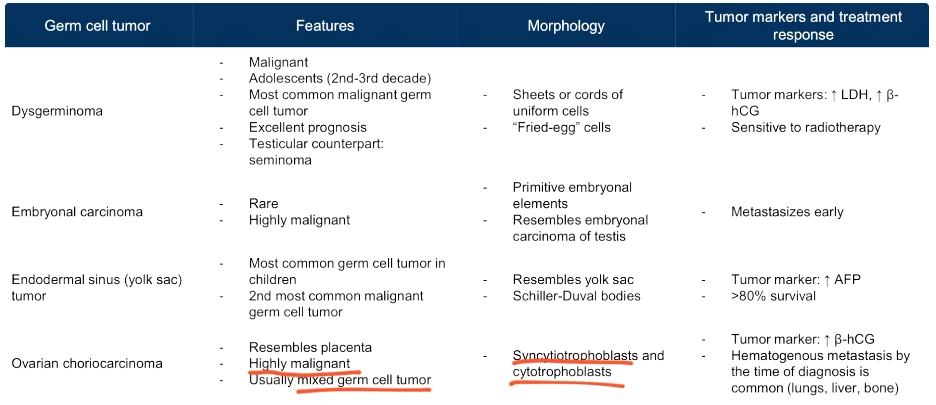 Germ cell tumor
Features
Morphology
Tumor markers and treatment
response
Dysgerminoma
- Malignant
- Adolescents (2nd-3rd decade)
- Most common malignant germ
cell tumor
- Excellent prognosis
- Testicular counterpart:
seminoma
- Sheets or cords of
uniform cells
- “Fried-egg” cells
- Tumor markers: ↑ LDH, ↑ β-
hCG
- Sensitive to radiotherapy
Embryonal carcinoma
- Rare
- Highly malignant
- Primitive embryonal
elements
- Resembles embryonal
carcinoma of testis
- Metastasizes early
Endodermal sinus (yolk sac)
tumor
- Most common germ cell tumor in
children
- 2nd most common malignant
germ cell tumor
- Resembles yolk sac
- Schiller-Duval bodies
- Tumor marker: ↑ AFP
- >80% survival
Ovarian choriocarcinoma
- Resembles placenta
- Highly malignant
- Usually mixed germ cell tumor
- Syncytiotrophoblasts and
cytotrophoblasts
- Tumor marker: ↑ β-hCG
- Hematogenous metastasis by
the time of diagnosis is
common (lungs, liver, bone)